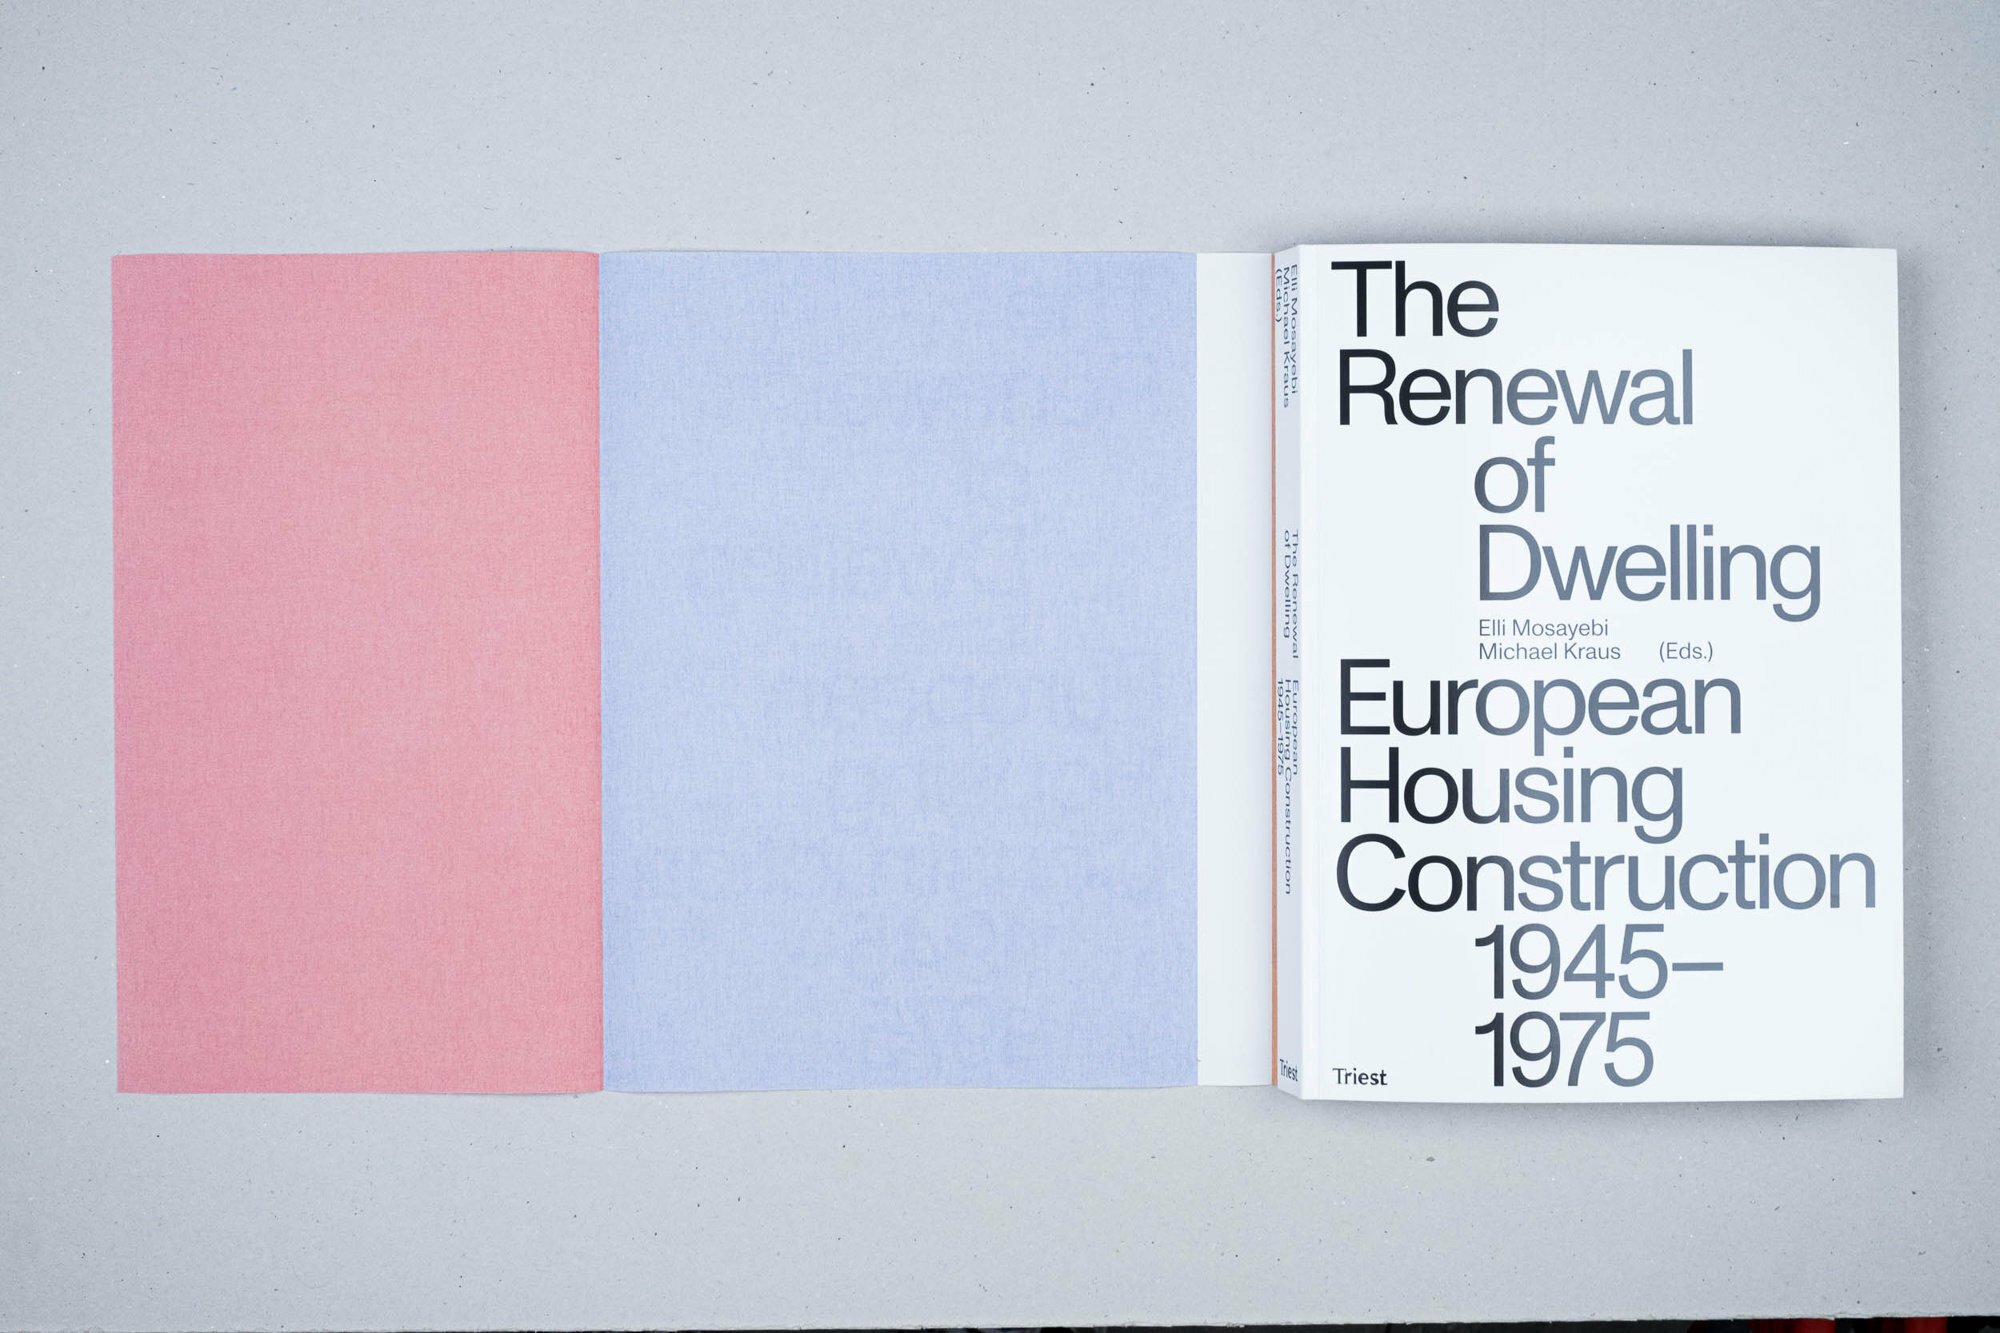 Elli Mosayebi
Michael Kraus
(Eds.)
The Renewal
of Dwelling
European
Housing Construction
1945–1975
Triest
The
Renewal
of
Dwelling
Elli Mosayebi
Michael Kraus (Eds.)
European
Housing
Construction
1945–
1975
Triest